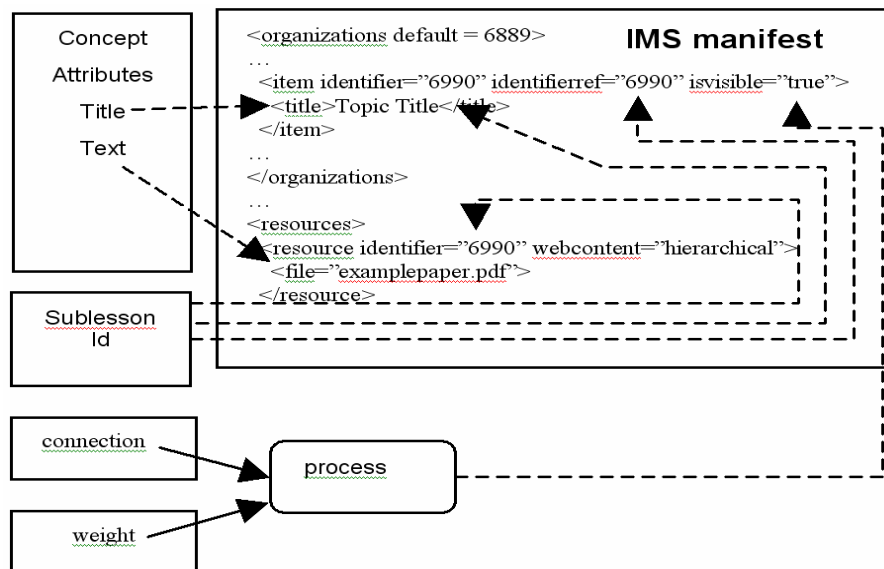 Concept
Attributes
Title
Text
IMS manifest
<organizations default = 6889>
…
<item identifier=”6990” identifierref=”6990” isvisible=”true”>
<title>Topic Title</title>
</item>
…
</organizations>
…
<resources>
<resource identifier=”6990” webcontent=”hierarchical”>
<file=”examplepaper.pdf”>
</resource>
Sublesson
Id
connection
process
weight